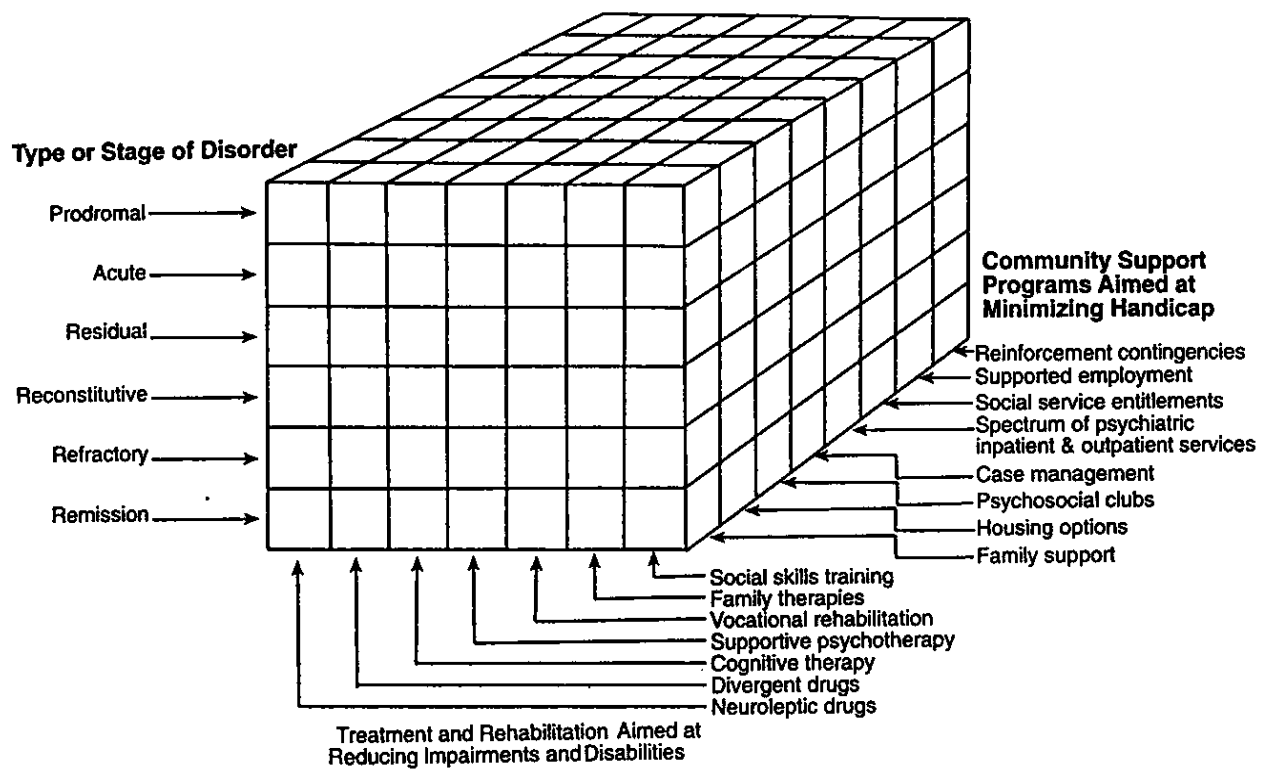 Type or Stage of Disorder
Prodromal
Acute
Residual
Reconstitutive
Refractory
Remission
Community Support
Programs Aimed at
Minimizing Handicap
Reinforcement contingencies
Supported employment
Social service entitlements
Spectrum of psychiatric
inpatient & outpatient services
Case management
Psychosocial clubs
Housing options
Family support
Social skills training
Family therapies
Vocational rehabilitation
Supportive psychotherapy
Cognitive therapy
Divergent drugs
Neuroleptic drugs
Treatment and Rehabilitation Aimed at
Reducing Impairments and Disabilities